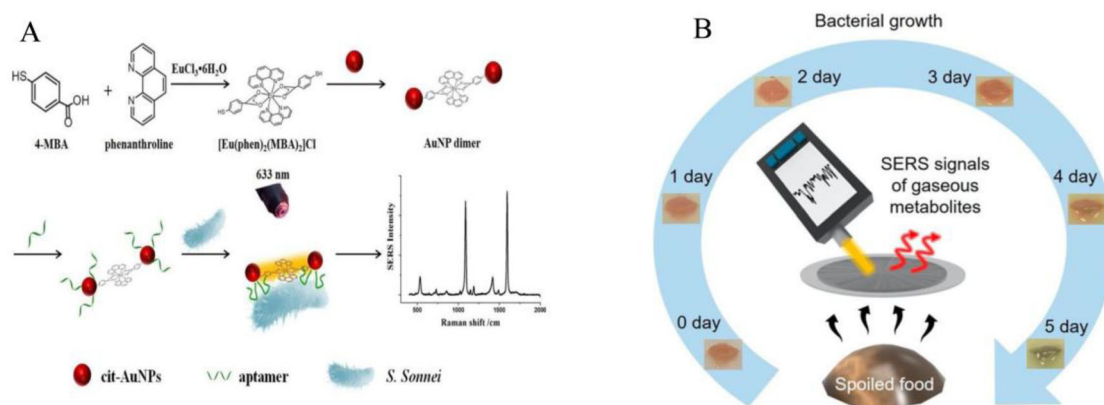 A
HS
OH
O
4-MBA
+
phenanthroline
EuCl₃•6H₂O
[Eu(phen)₂(MBA)₂]Cl
AuNP dimer
633 nm
SERS Intensity
500
1000
1500
2000
Raman shift /cm
cit-AuNPs
aptamer
S. Sonnei
B
Bacterial growth
2 day
3 day
1 day
4 day
SERS signals
of gaseous
metabolites
0 day
5 day
Spoiled food